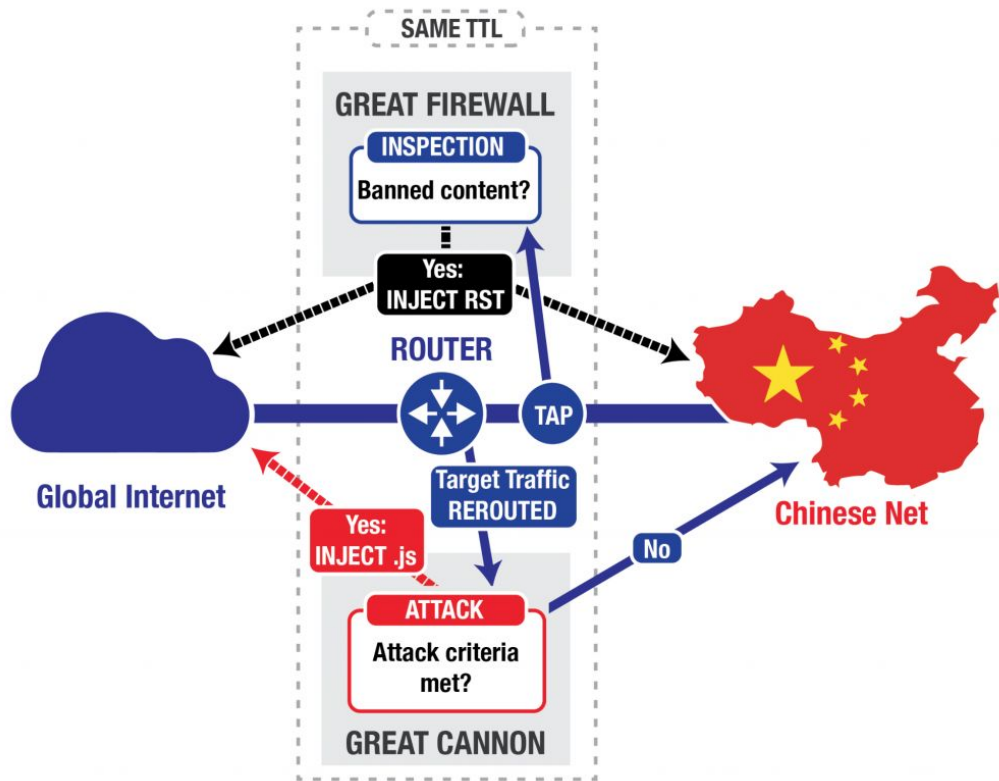 SAME TTL
GREAT FIREWALL
INSPECTION
Banned content?
Yes:
INJECT RST
ROUTER
TAP
Global Internet
Target Traffic
REROUTED
Chinese Net
Yes:
INJECT .js
No
ATTACK
Attack criteria
met?
GREAT CANNON